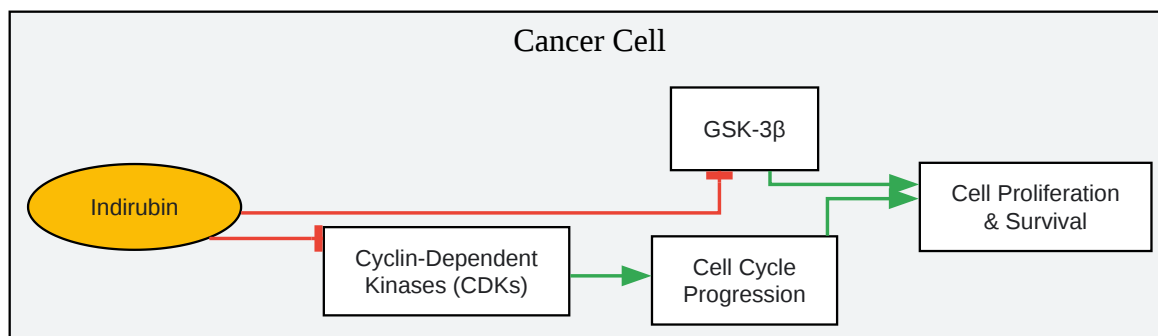 Cancer Cell
GSK-3β
Indirubin
Cell Proliferation
& Survival
Cyclin-Dependent
Kinases (CDKs)
Cell Cycle
Progression